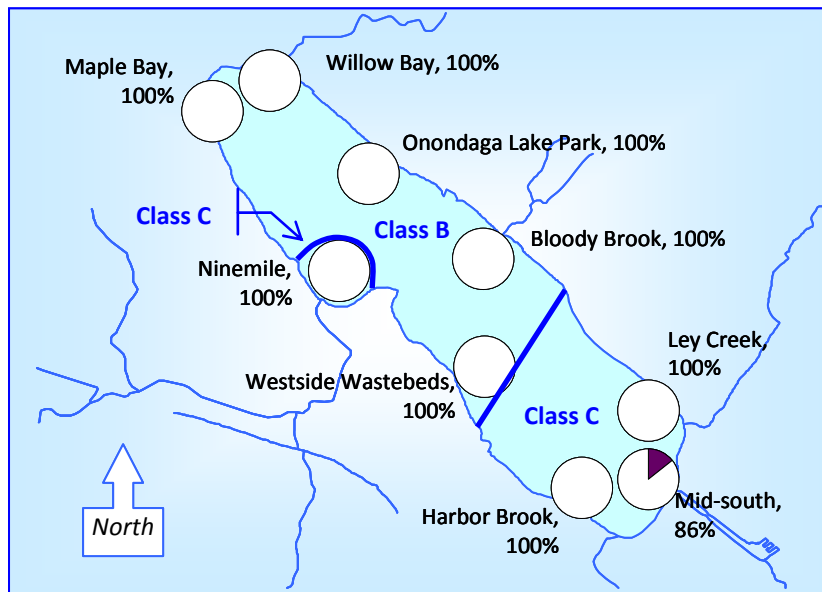 Maple Bay,
100%
Willow Bay, 100%
Onondaga Lake Park, 100%
Class C
Class B
Bloody Brook, 100%
Ninemile,
100%
Ley Creek,
100%
Westside Wastebeds,
100%
Class C
North
Harbor Brook,
100%
Mid-south,
86%